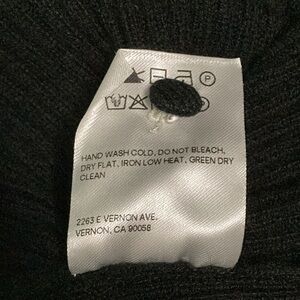 P
HAND WASH COLD, DO NOT BLEACH,
DRY FLAT, IRON LOW HEAT, GREEN DRY
CLEAN
2263 E VERNON AVE.
VERNON, CA 90058